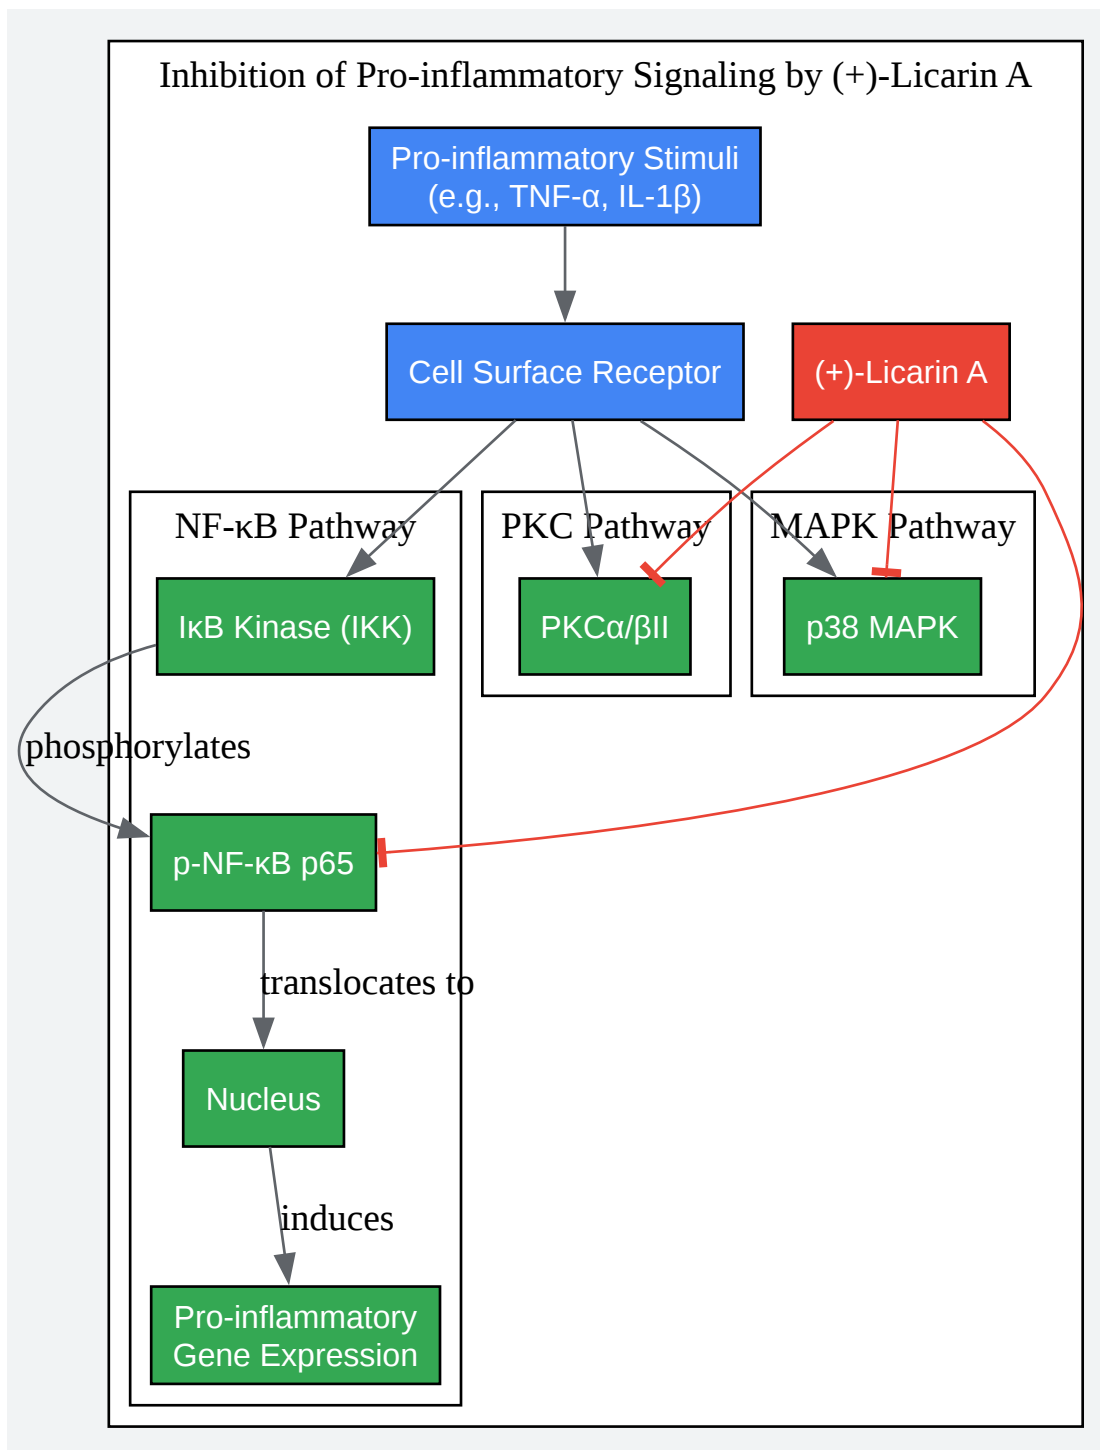 Inhibition of Pro-inflammatory Signaling by (+)-Licarin A
Pro-inflammatory Stimuli
(e.g., TNF-α, IL-1β)
Cell Surface Receptor
(+)-Licarin A
NF-κB Pathway
PKC Pathway
MAPK Pathway
IκB Kinase (IKK)
PKCα/βII
p38 MAPK
phosphorylates
p-NF-κB p65
translocates to
Nucleus
induces
Pro-inflammatory
Gene Expression